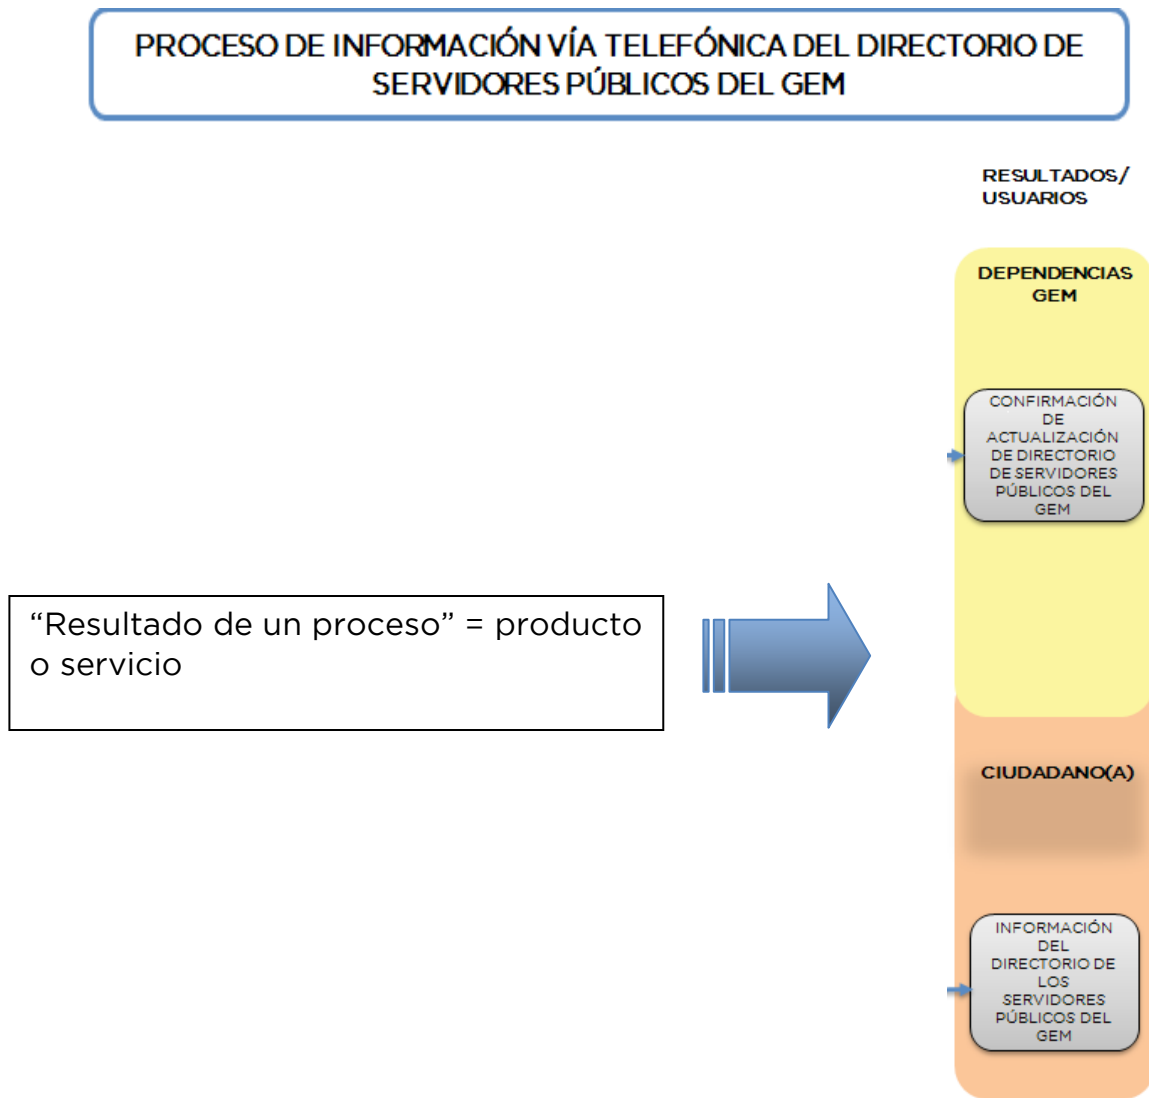 PROCESO DE INFORMACIÓN VÍA TELEFÓNICA DEL DIRECTORIO DE
SERVIDORES PÚBLICOS DEL GEM
RESULTADOS/
USUARIOS
DEPENDENCIAS
GEM
CONFIRMACIÓN
DE
ACTUALIZACIÓN
DE DIRECTORIO
DE SERVIDORES
PÚBLICOS DEL
GEM
“Resultado de un proceso” = producto
o servicio
CIUDADANO(A)
INFORMACIÓN
DEL
DIRECTORIO DE
LOS
SERVIDORES
PÚBLICOS DEL
GEM